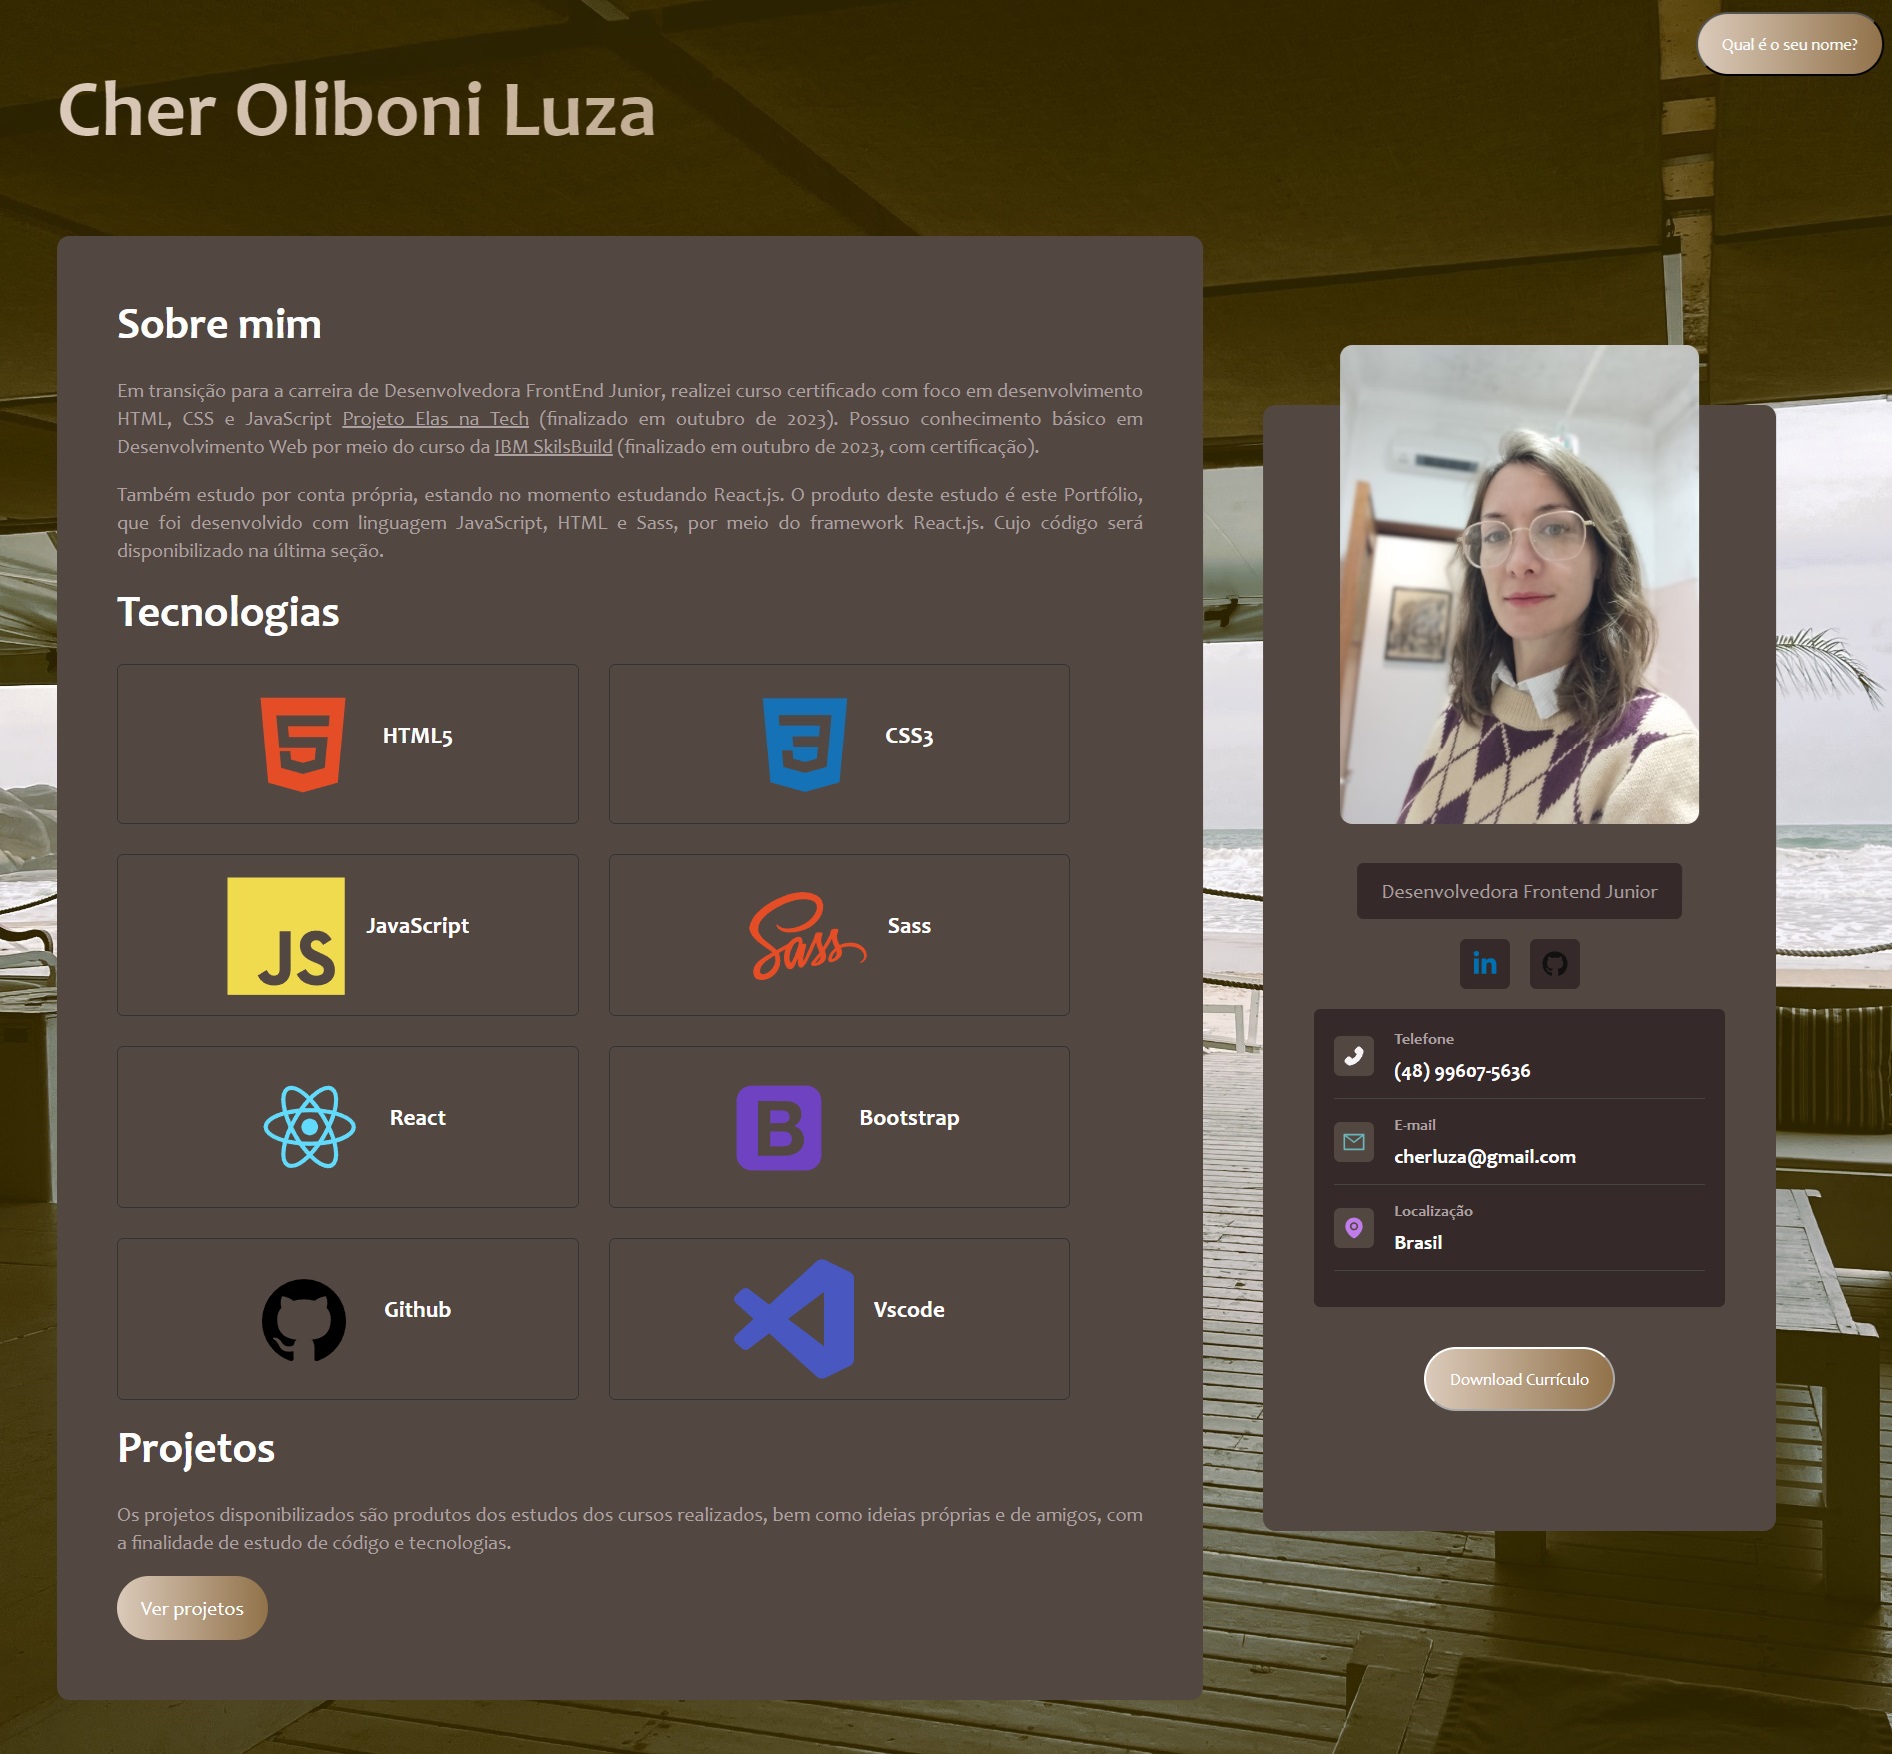 Qual é o seu nome?
Cher Oliboni Luza
Sobre mim
Em transição para a carreira de Desenvolvedora FrontEnd Junior, realizei curso certificado com foco em desenvolvimento
HTML, CSS e JavaScript Projeto Elas na Tech (finalizado em outubro de 2023). Possuo conhecimento básico em
Desenvolvimento Web por meio do curso da IBM SkilsBuild (finalizado em outubro de 2023, com certificação).
Também estudo por conta própria, estando no momento estudando React.js. O produto deste estudo é este Portfólio,
que foi desenvolvido com linguagem JavaScript, HTML e Sass, por meio do framework React.js. Cujo código será
disponibilizado na última seção.
Tecnologias
5 HTML5
3 CSS3
JS JavaScript
Sass Sass
React
B Bootstrap
Github
Vscode
Projetos
Os projetos disponibilizados são produtos dos estudos dos cursos realizados, bem como ideias próprias e de amigos, com
a finalidade de estudo de código e tecnologias.
Ver projetos
Desenvolvedora Frontend Junior
in
Telefone
(48) 99607-5636
E-mail
cherluza@gmail.com
Localização
Brasil
Download Currículo